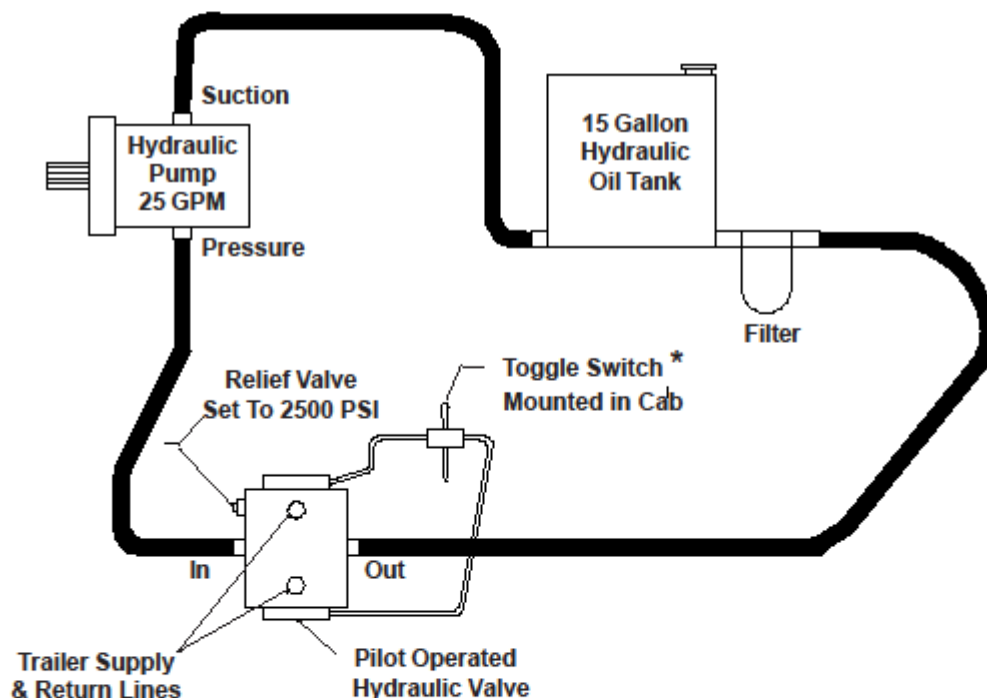 Suction
Hydraulic
Pump
25 GPM
Pressure
15 Gallon
Hydraulic
Oil Tank
Filter
Toggle Switch *
Mounted in Cab
Relief Valve
Set To 2500 PSI
In
Out
Trailer Supply
& Return Lines
Pilot Operated
Hydraulic Valve